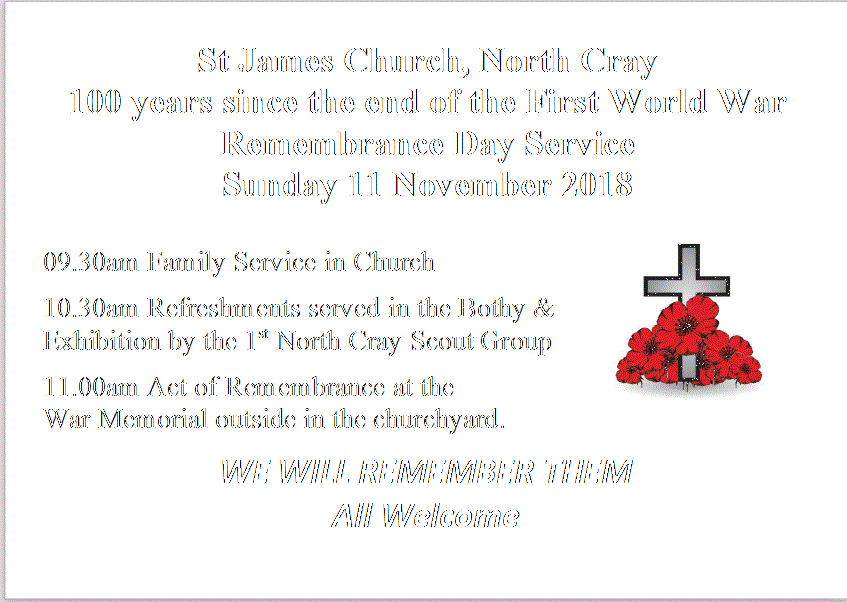 St James Church, North Cray
100 years since the end of the First World War
Remembrance Day Service
Sunday 11 November 2018
09.30am Family Service in Church
10.30am Refreshments served in the Bothy &
Exhibition by the 1st North Cray Scout Group
11.00am Act of Remembrance at the
War Memorial outside in the churchyard.
WE WILL REMEMBER THEM
All Welcome